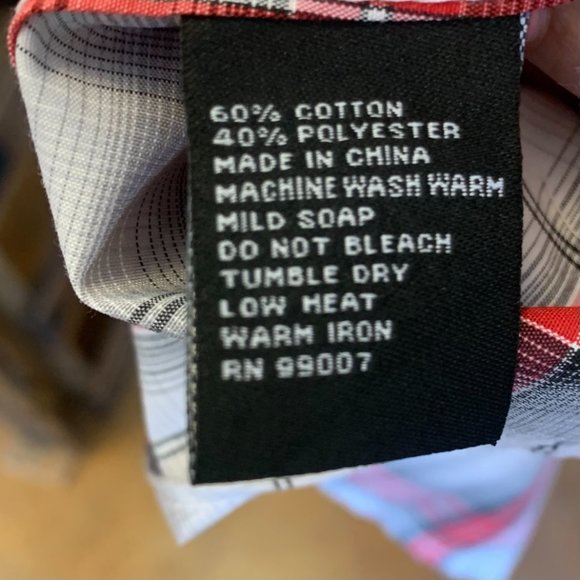 60% COTTON
40% POLYESTER
MADE IN CHINA
MACHINE WASH WARM
MILD SOAP
DO NOT BLEACH
TUMBLE DRY
LOW HEAT
WARM IRON
RN 99007